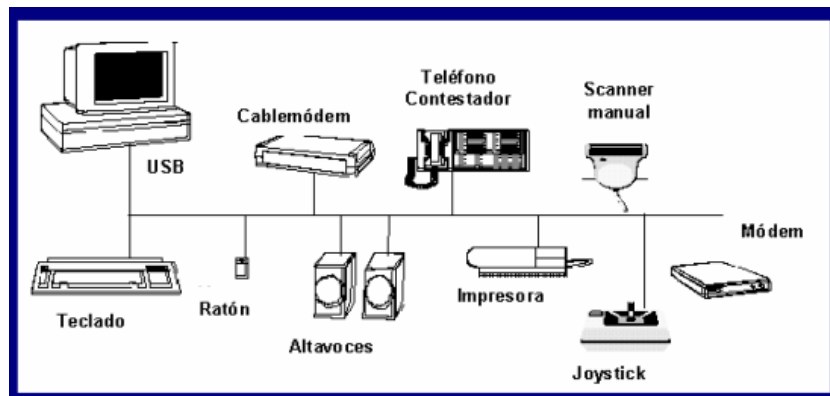 Teléfono
Contestador
Scanner
manual
Cablemódem
USB
Módem
Teclado
Ratón
Altavoces
Impresora
Joystick